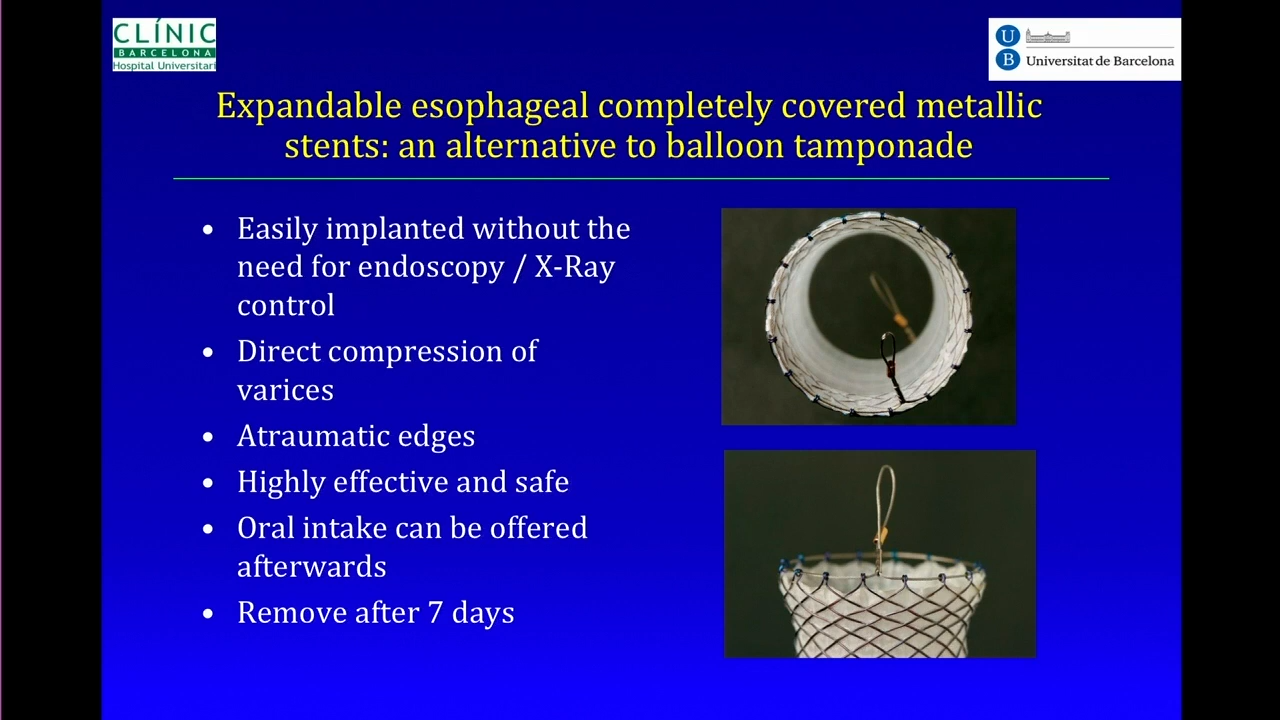 CLÍNIC
BARCELONA
Hospital Universitari
U
B
Universitat de Barcelona
Expandable esophageal completely covered metallic
stents: an alternative to balloon tamponade
• Easily implanted without the
need for endoscopy / X-Ray
control
• Direct compression of
varices
• Atraumatic edges
• Highly effective and safe
• Oral intake can be offered
afterwards
• Remove after 7 days